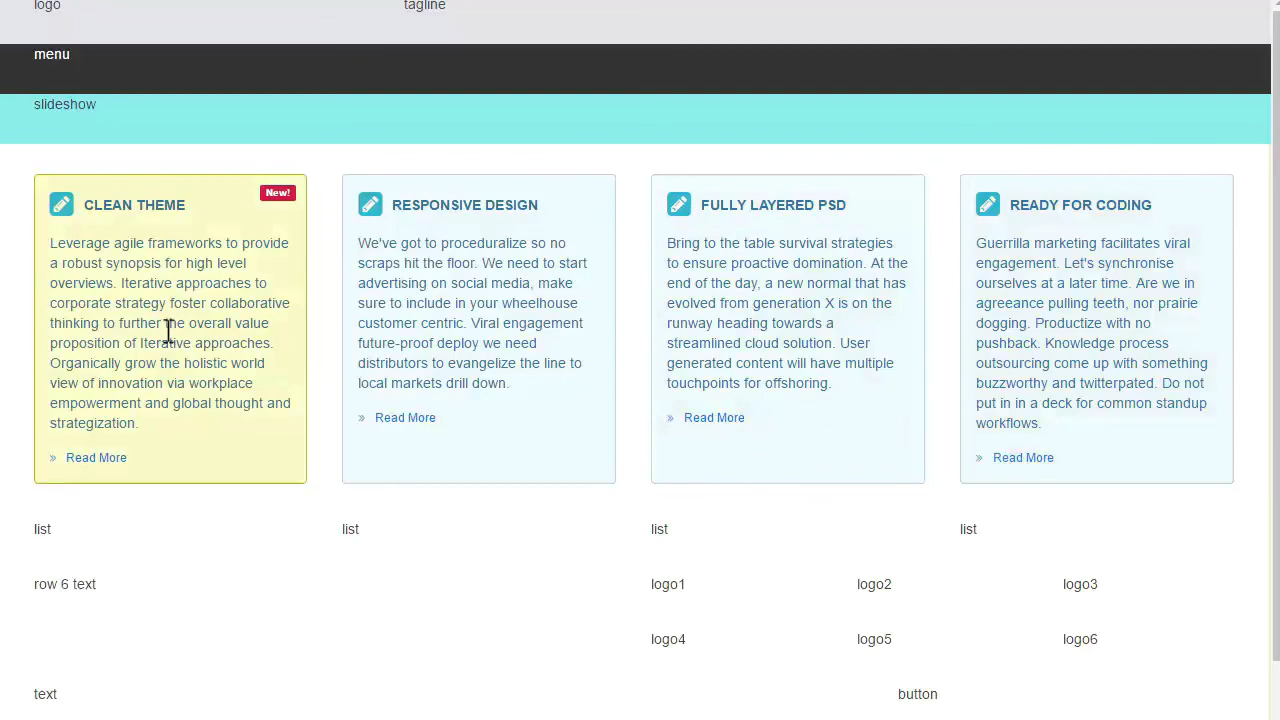 logo
tagline
menu
slideshow
New!
CLEAN THEME
Leverage agile frameworks to provide
a robust synopsis for high level
overviews. Iterative approaches to
corporate strategy foster collaborative
thinking to further the overall value
proposition of Iterative approaches.
Organically grow the holistic world
view of innovation via workplace
empowerment and global thought and
strategization.
» Read More
RESPONSIVE DESIGN
We've got to proceduralize so no
scraps hit the floor. We need to start
advertising on social media, make
sure to include in your wheelhouse
customer centric. Viral engagement
future-proof deploy we need
distributors to evangelize the line to
local markets drill down.
» Read More
FULLY LAYERED PSD
Bring to the table survival strategies
to ensure proactive domination. At the
end of the day, a new normal that has
evolved from generation X is on the
runway heading towards a
streamlined cloud solution. User
generated content will have multiple
touchpoints for offshoring.
» Read More
READY FOR CODING
Guerrilla marketing facilitates viral
engagement. Let's synchronise
ourselves at a later time. Are we in
agreeance pulling teeth, nor prairie
dogging. Productize with no
pushback. Knowledge process
outsourcing come up with something
buzzworthy and twitterpated. Do not
put in in a deck for common standup
workflows.
» Read More
list
list
list
list
row 6 text
logo1
logo2
logo3
logo4
logo5
logo6
text
button